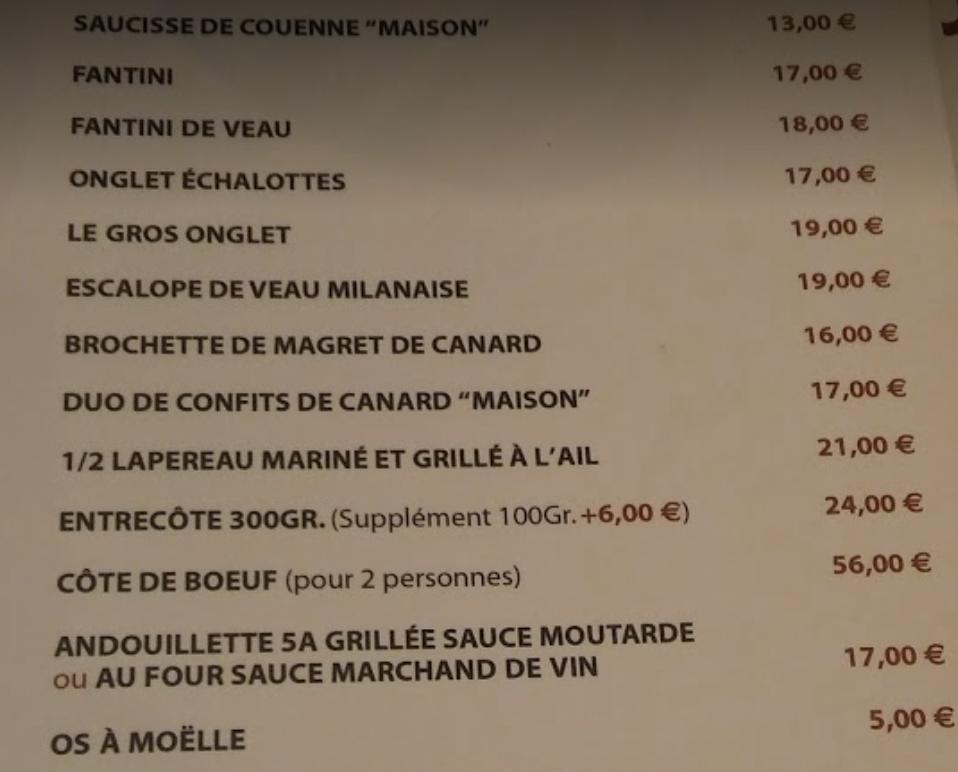 SAUCISSE DE COUENNE “MAISON” 13,00 €
FANTINI 17,00 €
FANTINI DE VEAU 18,00 €
ONGLET ÉCHALOTTES 17,00 €
LE GROS ONGLET 19,00 €
ESCALOPE DE VEAU MILANAISE 19,00 €
BROCHETTE DE MAGRET DE CANARD 16,00 €
DUO DE CONFITS DE CANARD “MAISON” 17,00 €
1/2 LAPEREAU MARINÉ ET GRILLÉ À L’AIL 21,00 €
ENTRECÔTE 300GR. (Supplément 100Gr.+6,00 €) 24,00 €
CÔTE DE BOEUF (pour 2 personnes) 56,00 €
ANDOUILLETTE 5A GRILLÉE SAUCE MOUTARDE
ou AU FOUR SAUCE MARCHAND DE VIN 17,00 €
OS À MOËLLE 5,00 €